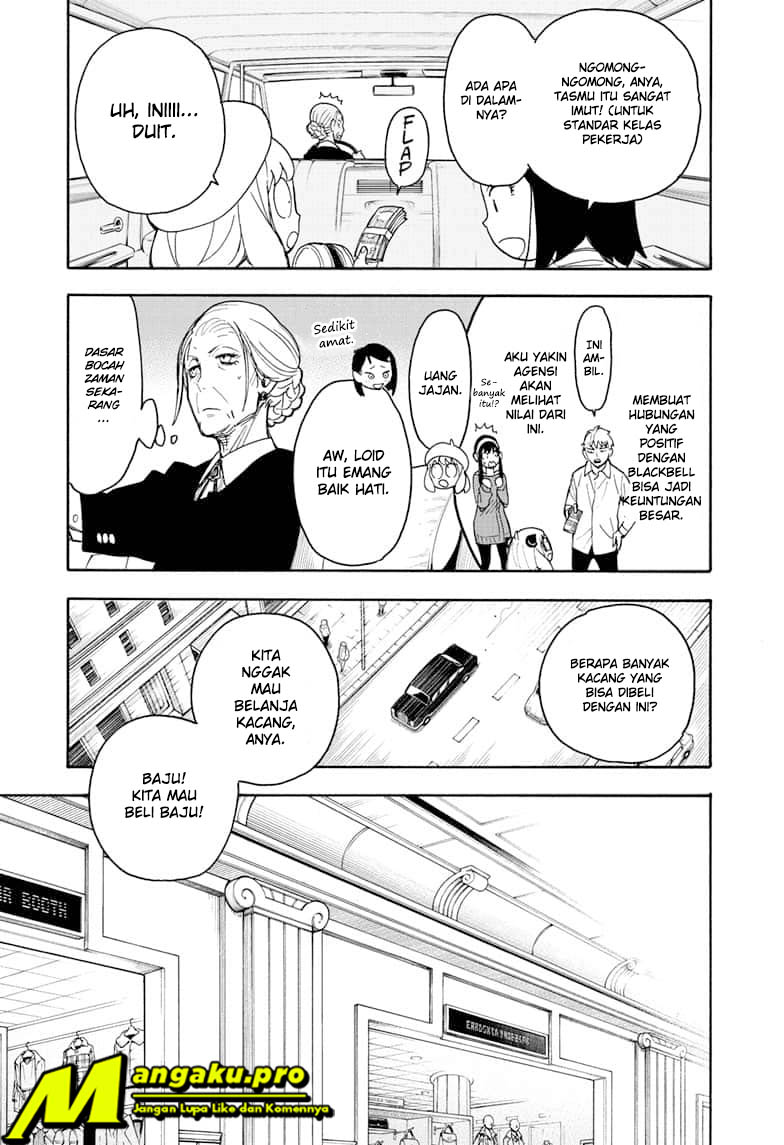 NGOMONG-
NGOMONG, ANYA,
TASMU ITU SANGAT
IMUT! (UNTUK
STANDAR KELAS
PEKERJA)
ADA APA
DI DALAM-
NYA?
FLAP
UH, INIIII...
DUIT.
MEMBUAT
HUBUNGAN
YANG
POSITIF
DENGAN
BLACKBELL
BISA JADI
KEUNTUNGAN
BESAR.
INI
AM-
BIL.
AKU YAKIN
AGENSI
AKAN
MELIHAT
NILAI DARI
INI.
Se-
banyak
itu!?
UANG
JAJAN.
Sedikit
amat.
AW, LOID
ITU EMANG
BAIK HATI.
DASAR
BOCAH
ZAMAN
SEKA-
RANG
...
BERAPA BANYAK
KACANG YANG
BISA DIBELI
DENGAN INI?
KITA
NGGAK
MAU
BELANJA
KACANG,
ANYA.
BAJU!
KITA MAU
BELI BAJU!
BOOTH
Mangaku.pro
Jangan Lupa Like dan Komennya